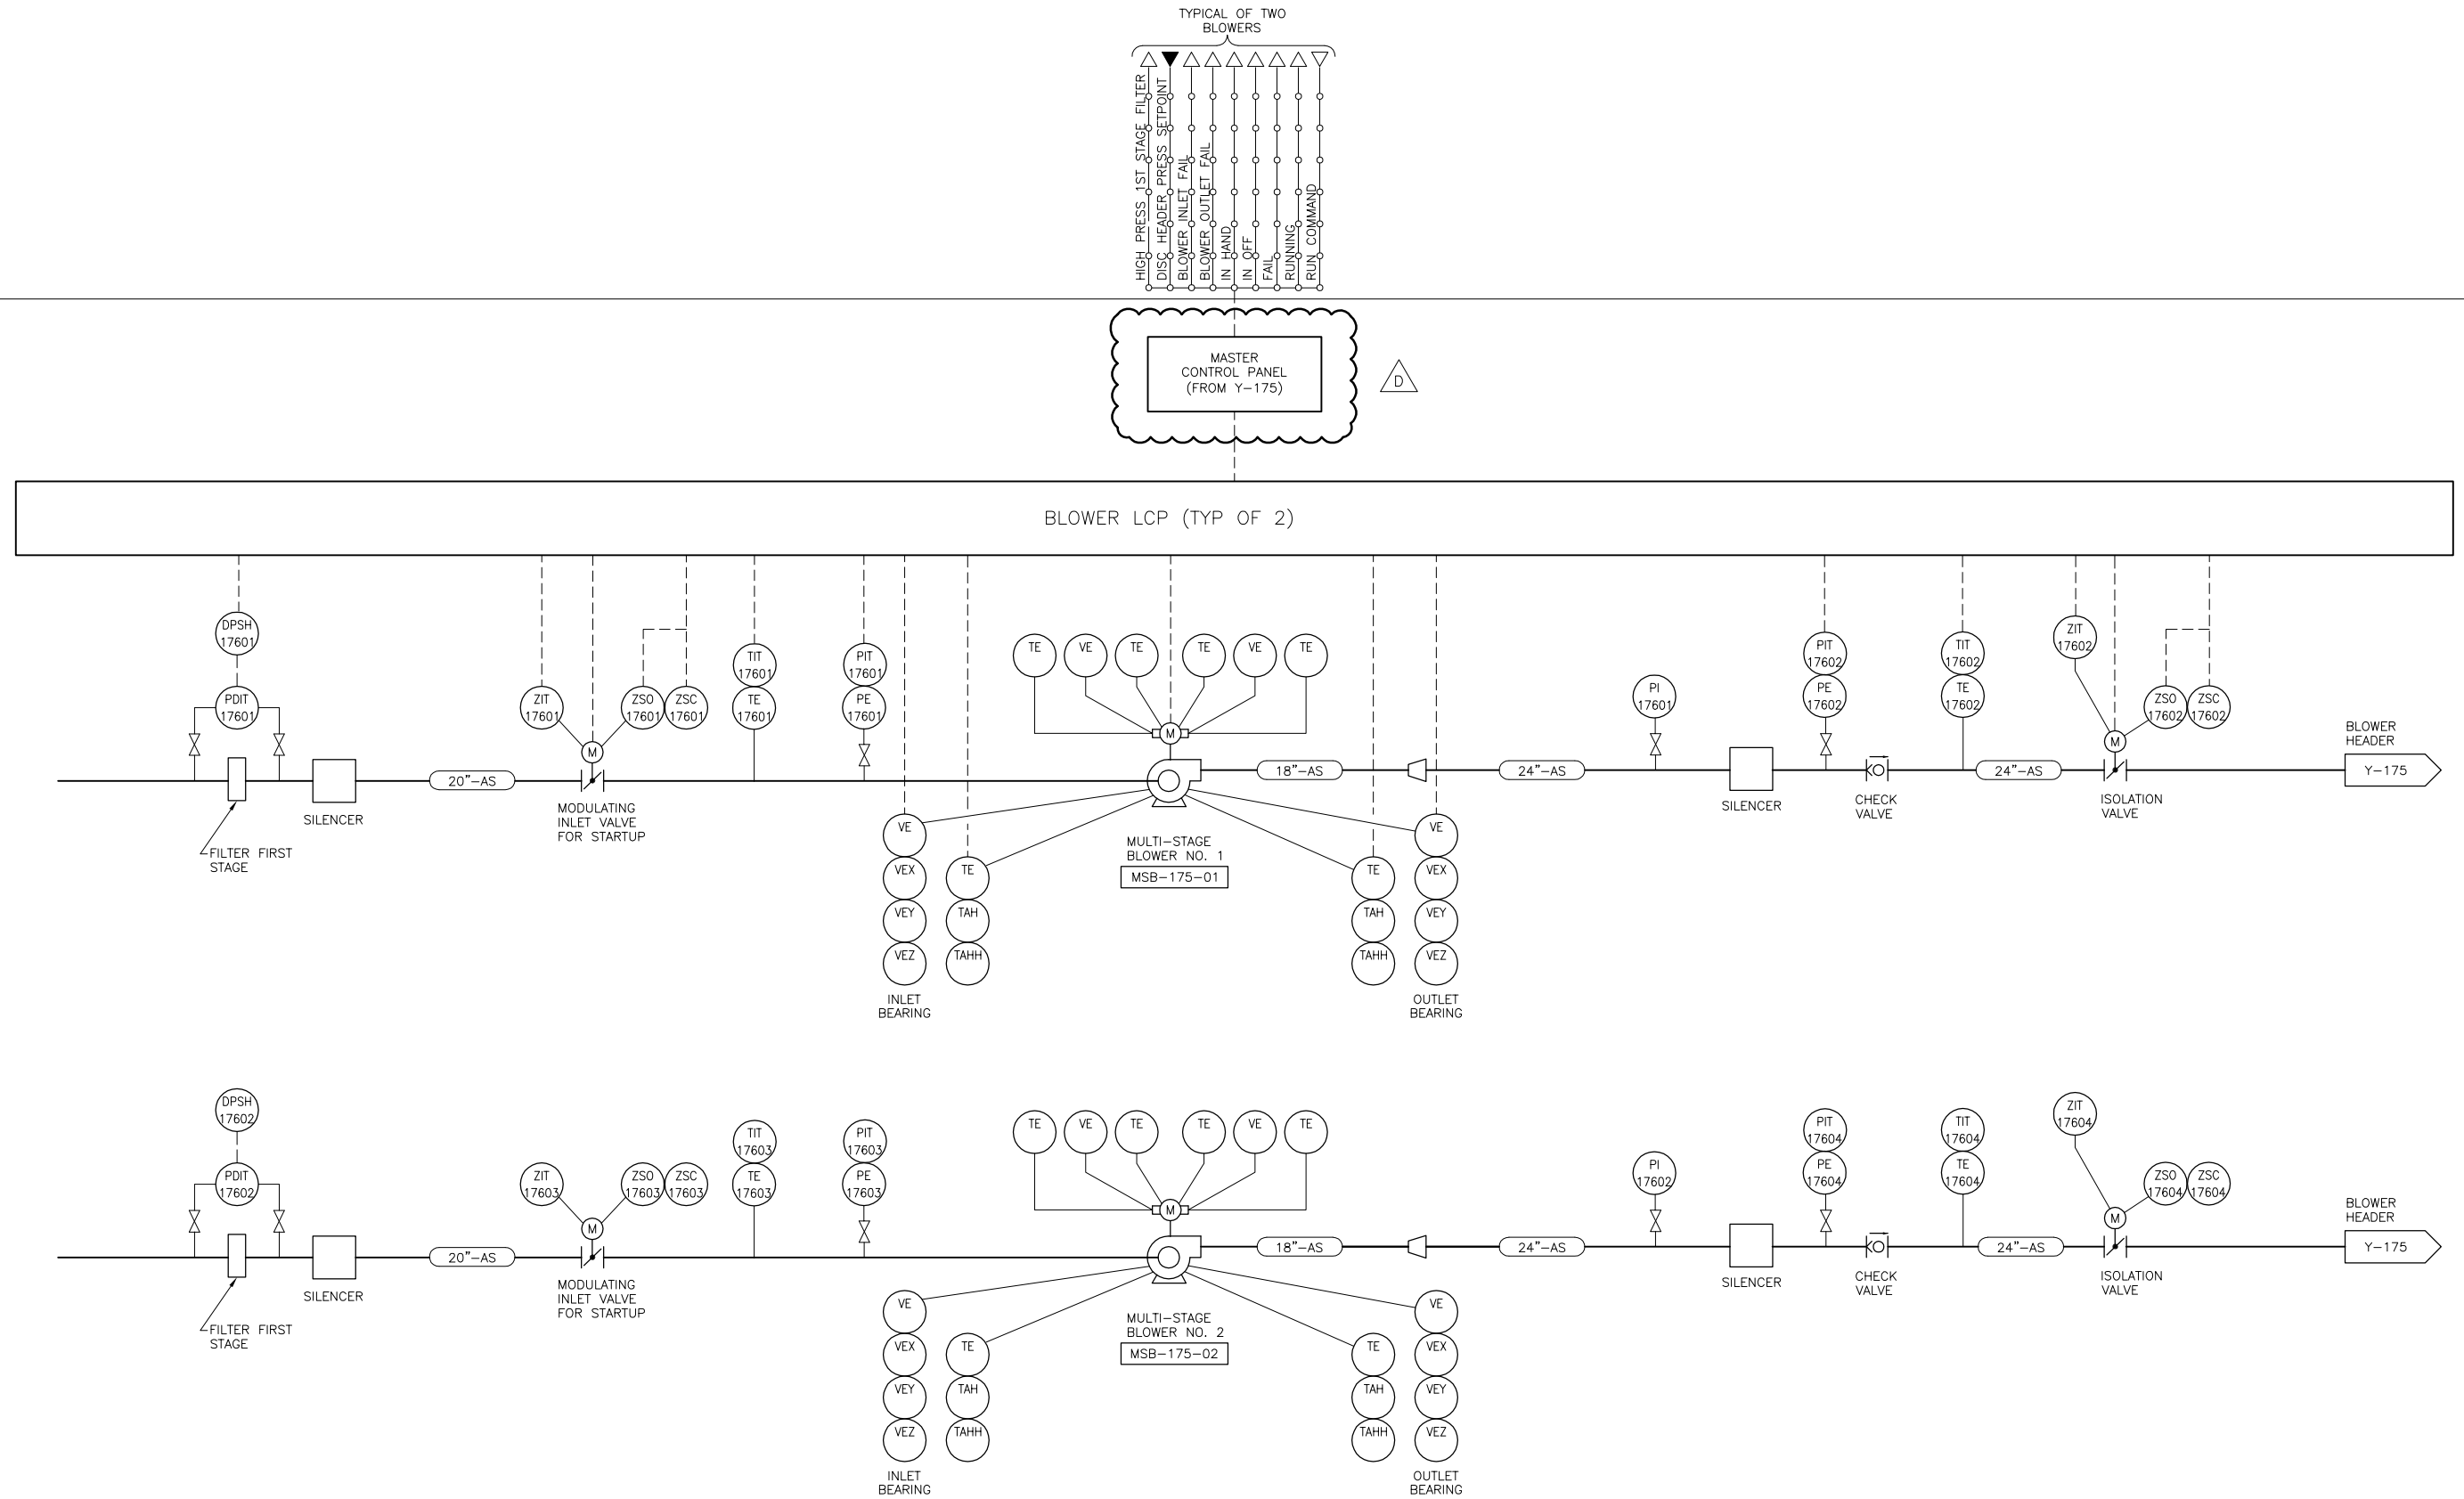 TYPICAL OF TWO
BLOWERS
HIGH PRESS 1ST STAGE FILTER
DISC HEADER PRESS SETPOINT
BLOWER INLET FAIL
BLOWER OUTLET FAIL
IN HAND
IN OFF
FAIL
RUNNING
RUN COMMAND
MASTER
CONTROL PANEL
(FROM Y-175)
D
BLOWER LCP (TYP OF 2)
DPSH
17601
PDIT
17601
ZIT
17601
M
ZSO
17601
ZSC
17601
TIT
17601
TE
17601
PIT
17601
PE
17601
TE
VE
TE
TE
VE
TE
M
PI
17601
PIT
17602
PE
17602
TIT
17602
TE
17602
ZIT
17602
M
ZSO
17602
ZSC
17602
BLOWER
HEADER
Y-175
20"-AS
18"-AS
24"-AS
24"-AS
FILTER FIRST
STAGE
SILENCER
MODULATING
INLET VALVE
FOR STARTUP
MULTI-STAGE
BLOWER NO. 1
MSB-175-01
SILENCER
CHECK
VALVE
ISOLATION
VALVE
VE
VEX
VEY
VEZ
INLET
BEARING
TE
TAH
TAHH
TE
TAH
TAHH
VE
VEX
VEY
VEZ
OUTLET
BEARING
DPSH
17602
PDIT
17602
ZIT
17603
M
ZSO
17603
ZSC
17603
TIT
17603
TE
17603
PIT
17603
PE
17603
TE
VE
TE
TE
VE
TE
M
PI
17602
PIT
17604
PE
17604
TIT
17604
TE
17604
ZIT
17604
M
ZSO
17604
ZSC
17604
BLOWER
HEADER
Y-175
20"-AS
18"-AS
24"-AS
24"-AS
FILTER FIRST
STAGE
SILENCER
MODULATING
INLET VALVE
FOR STARTUP
MULTI-STAGE
BLOWER NO. 2
MSB-175-02
SILENCER
CHECK
VALVE
ISOLATION
VALVE
VE
VEX
VEY
VEZ
INLET
BEARING
TE
TAH
TAHH
TE
TAH
TAHH
VE
VEX
VEY
VEZ
OUTLET
BEARING